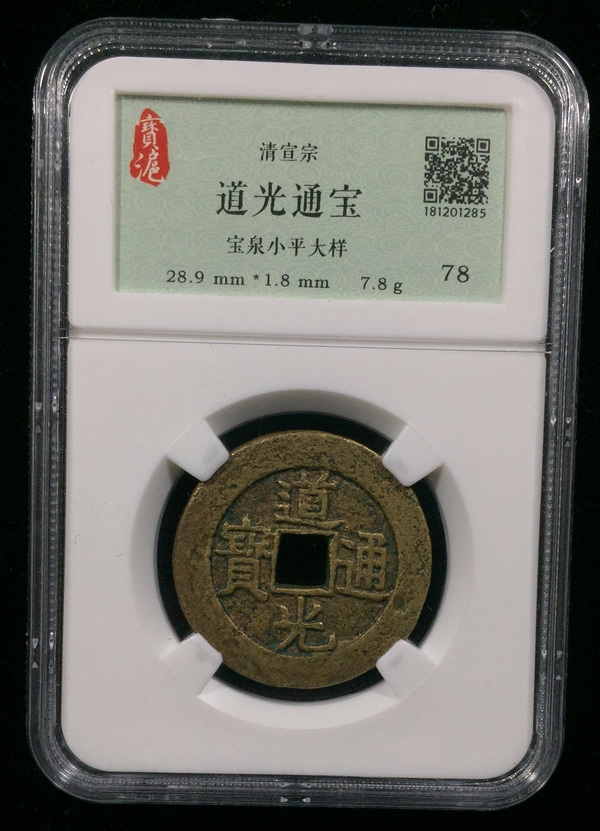 寶滬
清宣宗
道光通宝
181201285
宝泉小平大样
28.9 mm * 1.8 mm 7.8 g 78
道光通寶